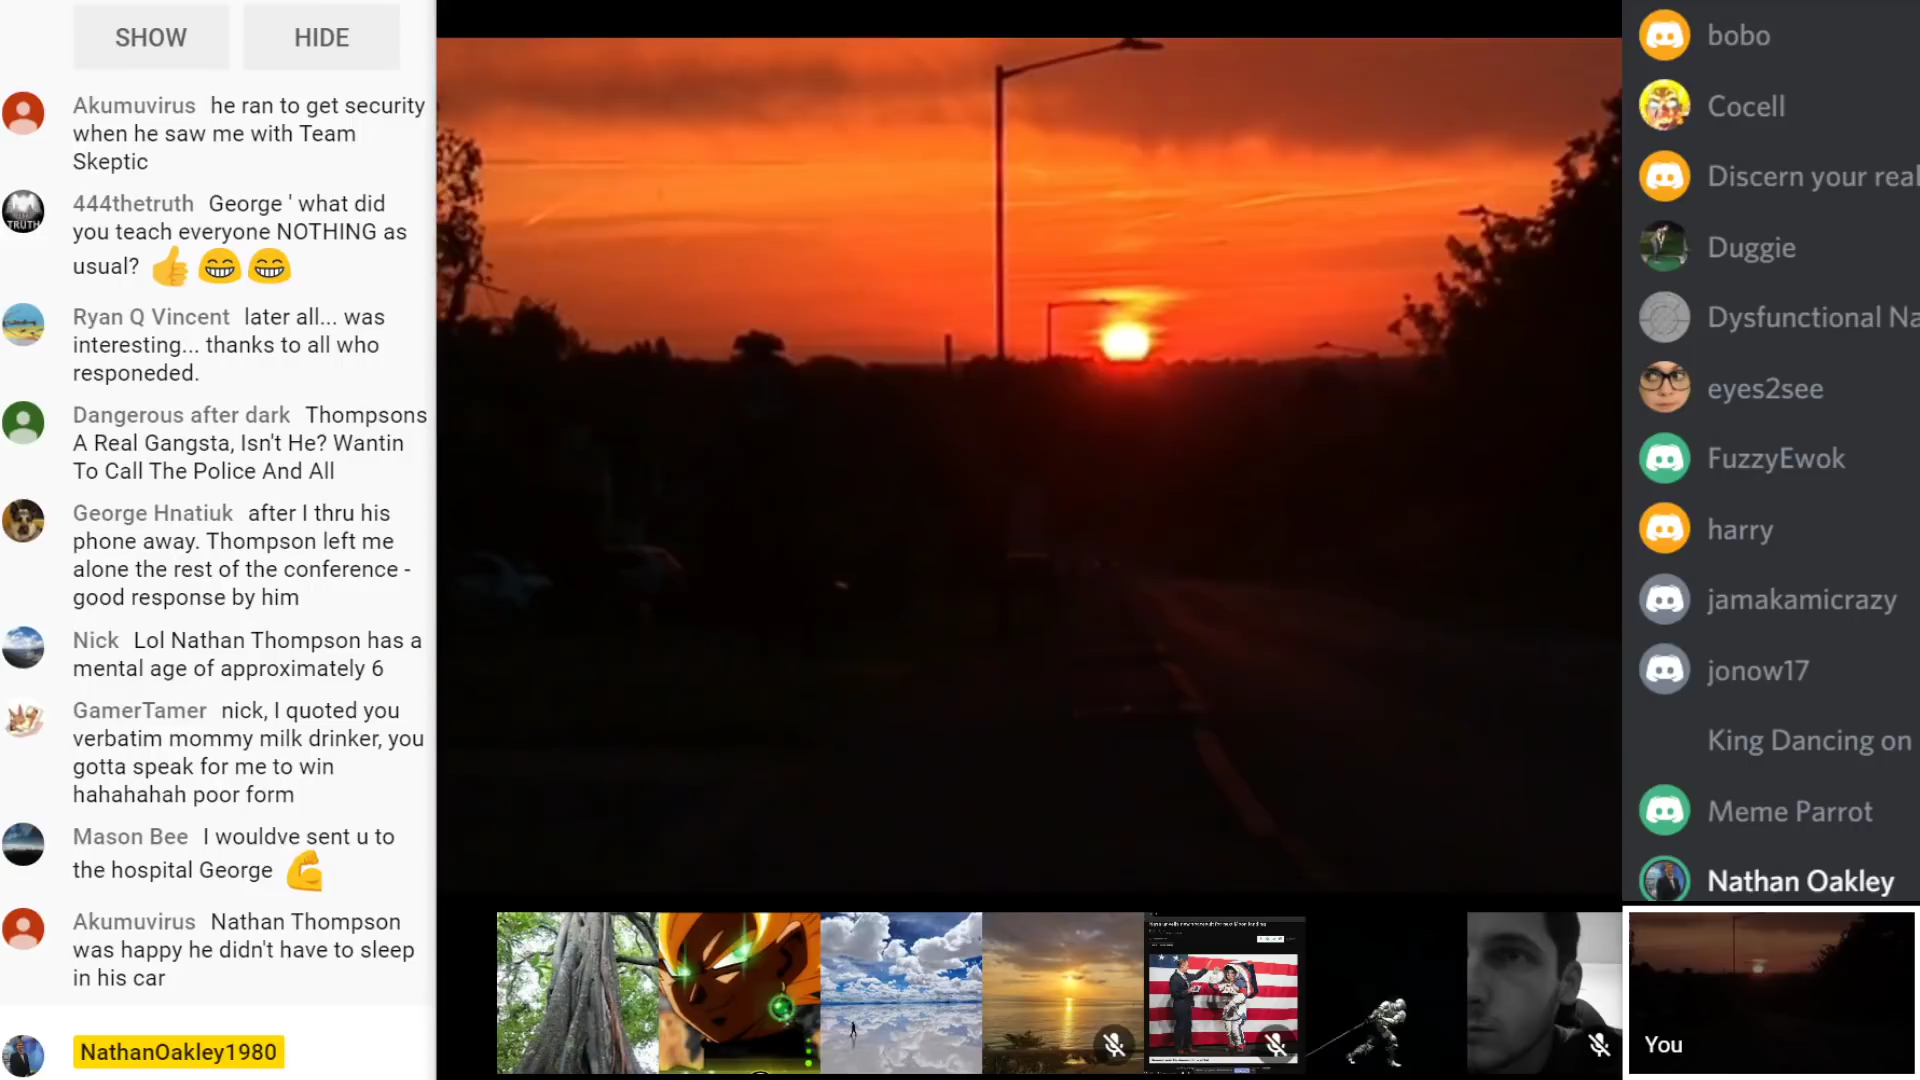 SHOW HIDE
Akumuvirus he ran to get security
when he saw me with Team
Skeptic
444thetruth George ' what did
you teach everyone NOTHING as
usual? 👍😁😁
Ryan Q Vincent later all... was
interesting... thanks to all who
responeded.
Dangerous after dark Thompsons
A Real Gangsta, Isn't He? Wantin
To Call The Police And All
George Hnatiuk after I thru his
phone away. Thompson left me
alone the rest of the conference -
good response by him
Nick Lol Nathan Thompson has a
mental age of approximately 6
GamerTamer nick, I quoted you
verbatim mommy milk drinker, you
gotta speak for me to win
hahahahah poor form
Mason Bee I wouldve sent u to
the hospital George 💪
Akumuvirus Nathan Thompson
was happy he didn't have to sleep
in his car
NathanOakley1980
TRUTH
bobo
Cocell
Discern your real
Duggie
Dysfunctional Na
eyes2see
FuzzyEwok
harry
jamakamicrazy
jonow17
King Dancing on
Meme Parrot
Nathan Oakley
You